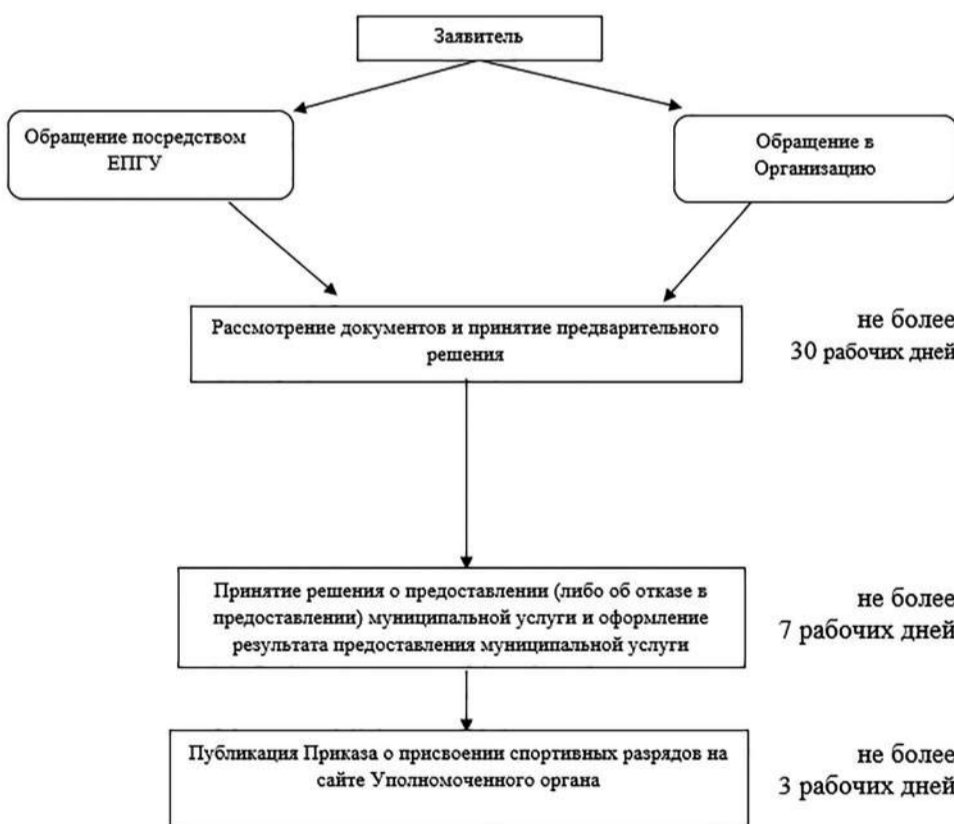 Заявитель
Обращение посредством
ЕПГУ
Обращение в
Организацию
Рассмотрение документов и принятие предварительного
решения
не более
30 рабочих дней
Принятие решения о предоставлении (либо об отказе в
предоставлении) муниципальной услуги и оформление
результата предоставления муниципальной услуги
не более
7 рабочих дней
Публикация Приказа о присвоении спортивных разрядов на
сайте Уполномоченного органа
не более
3 рабочих дней